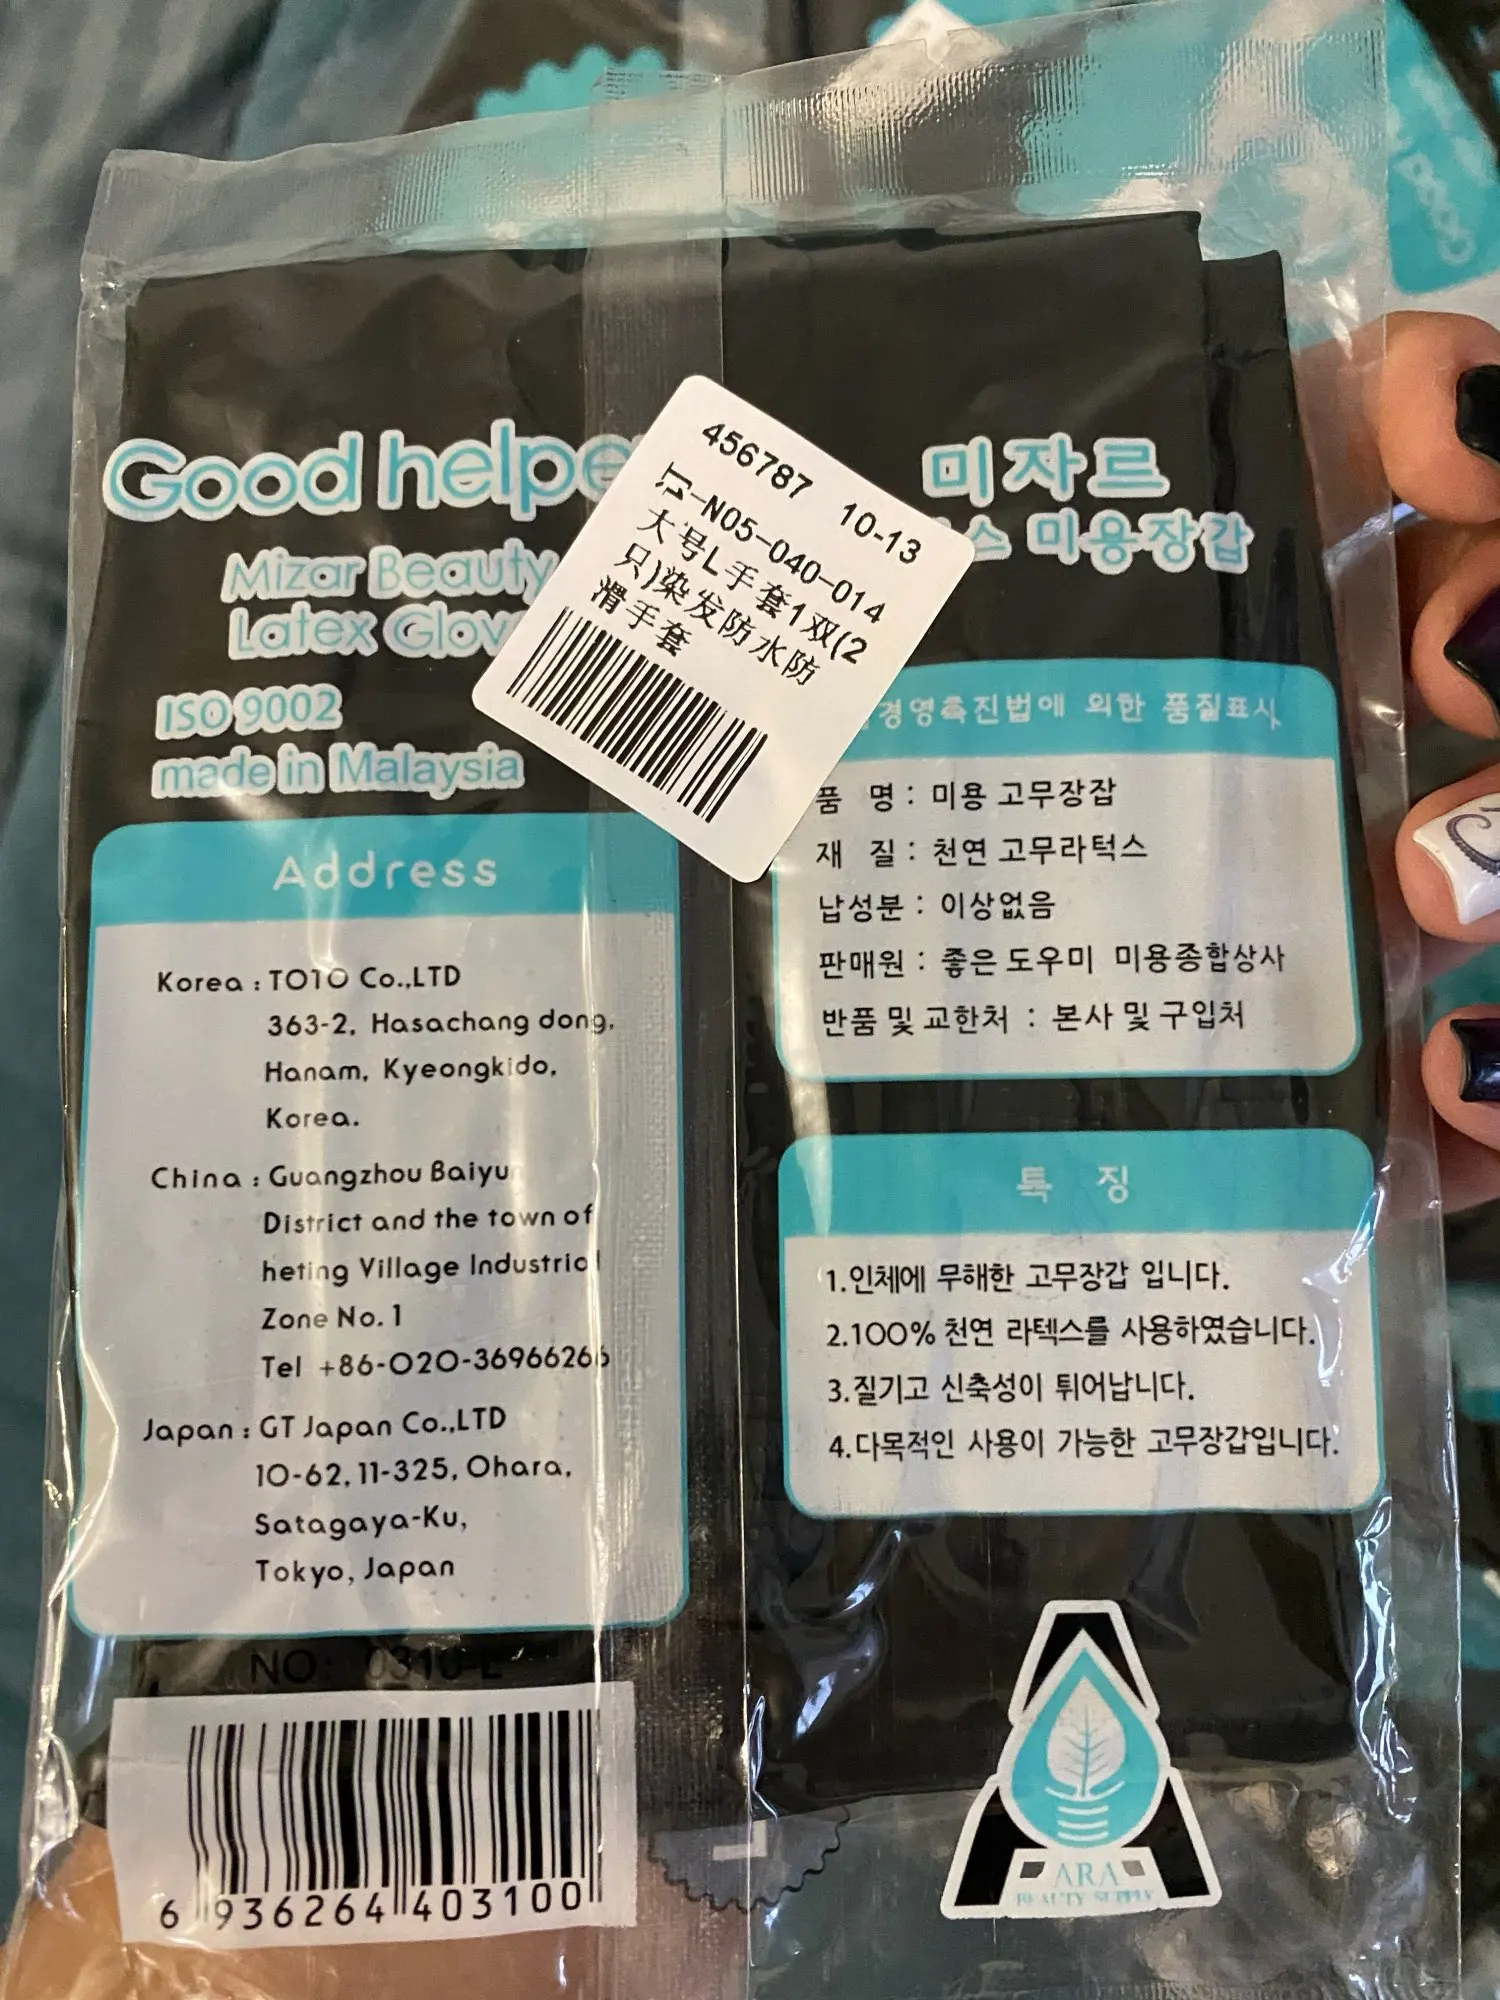 Good helpe
Mizar Beauty
Latex Glov
ISO 9002
made in Malaysia
456787 10-13
-N05-040-014
大号L手套1双(2
只)染发防水防
滑手套
미자르
스 미용장갑
Address
Korea : TOTO Co.,LTD
363-2, Hasachang dong,
Hanam, Kyeongkido,
Korea.
China : Guangzhou Baiyun
District and the town of
heting Village Industrial
Zone No. 1
Tel +86-020-36966266
Japan : GT Japan Co.,LTD
10-62, 11-325, Ohara,
Satagaya-Ku,
Tokyo, Japan
NO: 0310-L
6 936264 403100
경영촉진법에 의한 품질표시
품 명 : 미용 고무장잡
재 질 : 천연 고무라턱스
납성분 : 이상없음
판매원 : 좋은 도우미 미용종합상사
반품 및 교한처 : 본사 및 구입처
특 징
1.인체에 무해한 고무장갑 입니다.
2.100% 천연 라텍스를 사용하였습니다.
3.질기고 신축성이 튀어납니다.
4.다목적인 사용이 가능한 고무장갑입니다.
ARA
BEAUTY SUPPLY